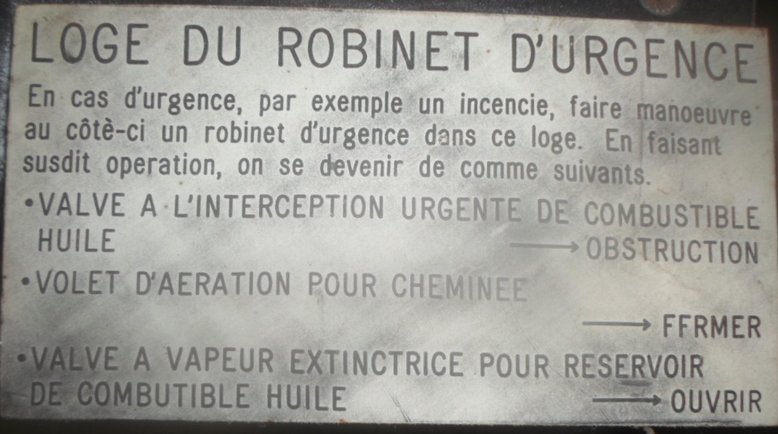 LOGE DU ROBINET D'URGENCE
En cas d'urgence, par exemple un incencie, faire manoeuvre
au côtè-ci un robinet d'urgence dans ce loge. En faisant
susdit operation, on se devenir de comme suivants.
•VALVE A L'INTERCEPTION URGENTE DE COMBUSTIBLE
HUILE → OBSTRUCTION
•VOLET D'AERATION POUR CHEMINEE
→ FFRMER
•VALVE A VAPEUR EXTINCTRICE POUR RESERVOIR
DE COMBUTIBLE HUILE → OUVRIR